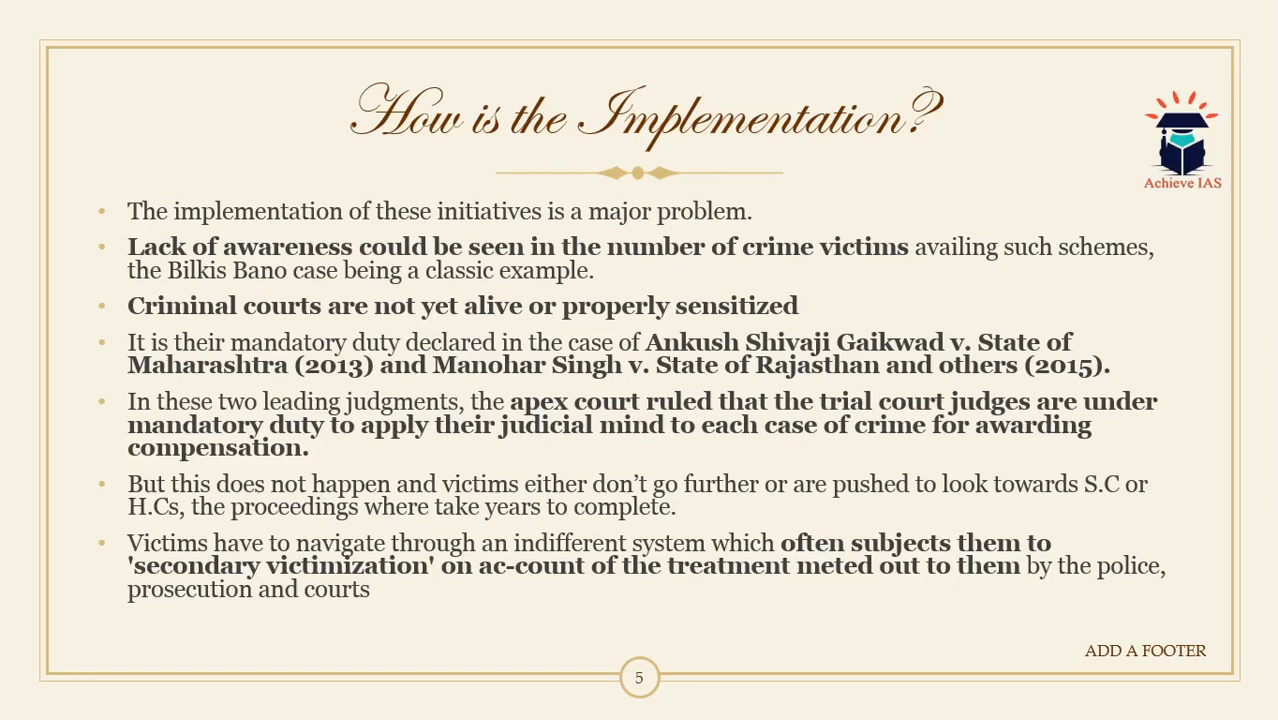 How is the Implementation?
Achieve IAS
• The implementation of these initiatives is a major problem.
• Lack of awareness could be seen in the number of crime victims availing such schemes,
the Bilkis Bano case being a classic example.
• Criminal courts are not yet alive or properly sensitized
• It is their mandatory duty declared in the case of Ankush Shivaji Gaikwad v. State of
Maharashtra (2013) and Manohar Singh v. State of Rajasthan and others (2015).
• In these two leading judgments, the apex court ruled that the trial court judges are under
mandatory duty to apply their judicial mind to each case of crime for awarding
compensation.
• But this does not happen and victims either don’t go further or are pushed to look towards S.C or
H.Cs, the proceedings where take years to complete.
• Victims have to navigate through an indifferent system which often subjects them to
'secondary victimization' on ac-count of the treatment meted out to them by the police,
prosecution and courts
ADD A FOOTER
5